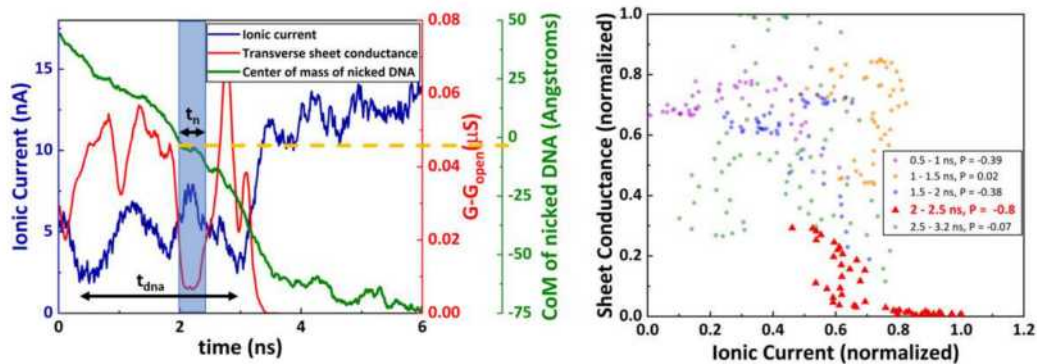 Ionic current
Transverse sheet conductance
Center of mass of nicked DNA
tn
tdna
Ionic Current (nA)
0
5
10
15
time (ns)
0
2
4
6
G-Gopen (μS)
0.00
0.02
0.04
0.06
0.08
CoM of nicked DNA (Angstroms)
50
25
0
-25
-50
-75
Sheet Conductance (normalized)
1.0
0.8
0.6
0.4
0.2
0.0
0.5 - 1 ns, P = -0.39
1 - 1.5 ns, P = 0.02
1.5 - 2 ns, P = -0.38
2 - 2.5 ns, P = -0.8
2.5 - 3.2 ns, P = -0.07
0.0
0.2
0.4
0.6
0.8
1.0
1.2
Ionic Current (normalized)